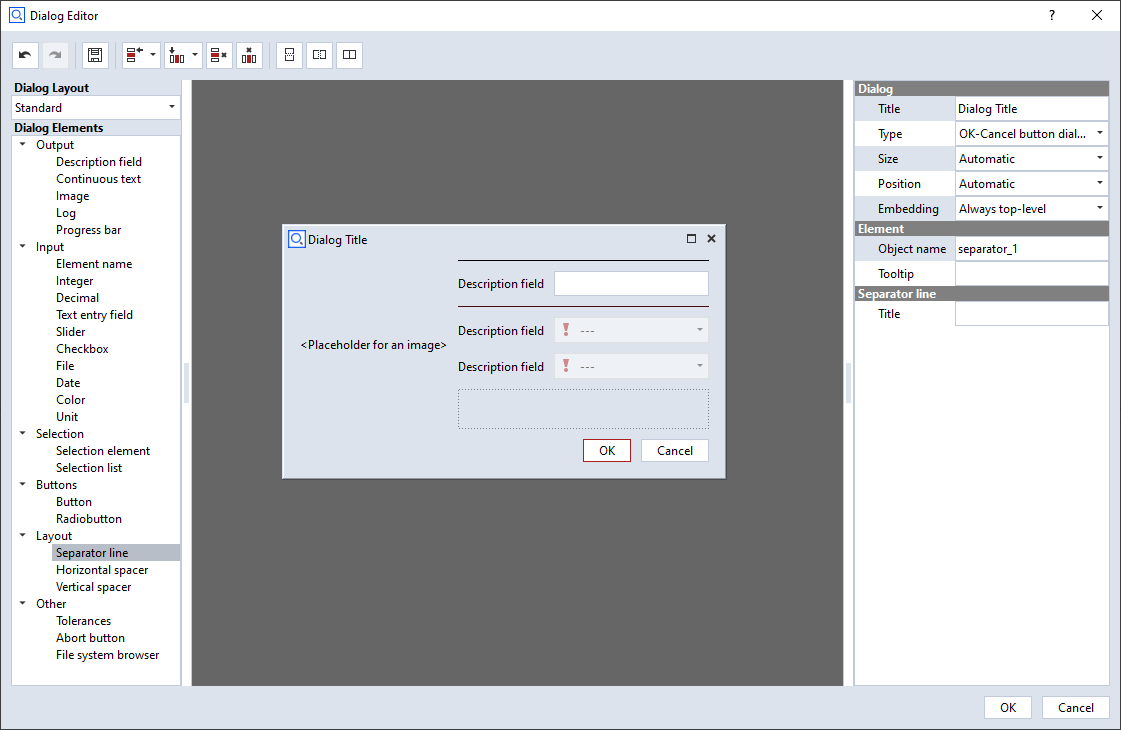 Dialog Editor
?
Dialog Layout
Standard
Dialog Elements
Output
Description field
Continuous text
Image
Log
Progress bar
Input
Element name
Integer
Decimal
Text entry field
Slider
Checkbox
File
Date
Color
Unit
Selection
Selection element
Selection list
Buttons
Button
Radiobutton
Layout
Separator line
Horizontal spacer
Vertical spacer
Other
Tolerances
Abort button
File system browser
Dialog Title
<Placeholder for an image>
Description field
Description field ---
Description field ---
OK Cancel
Dialog
Title Dialog Title
Type OK-Cancel button dial...
Size Automatic
Position Automatic
Embedding Always top-level
Element
Object name separator_1
Tooltip
Separator line
Title
OK Cancel